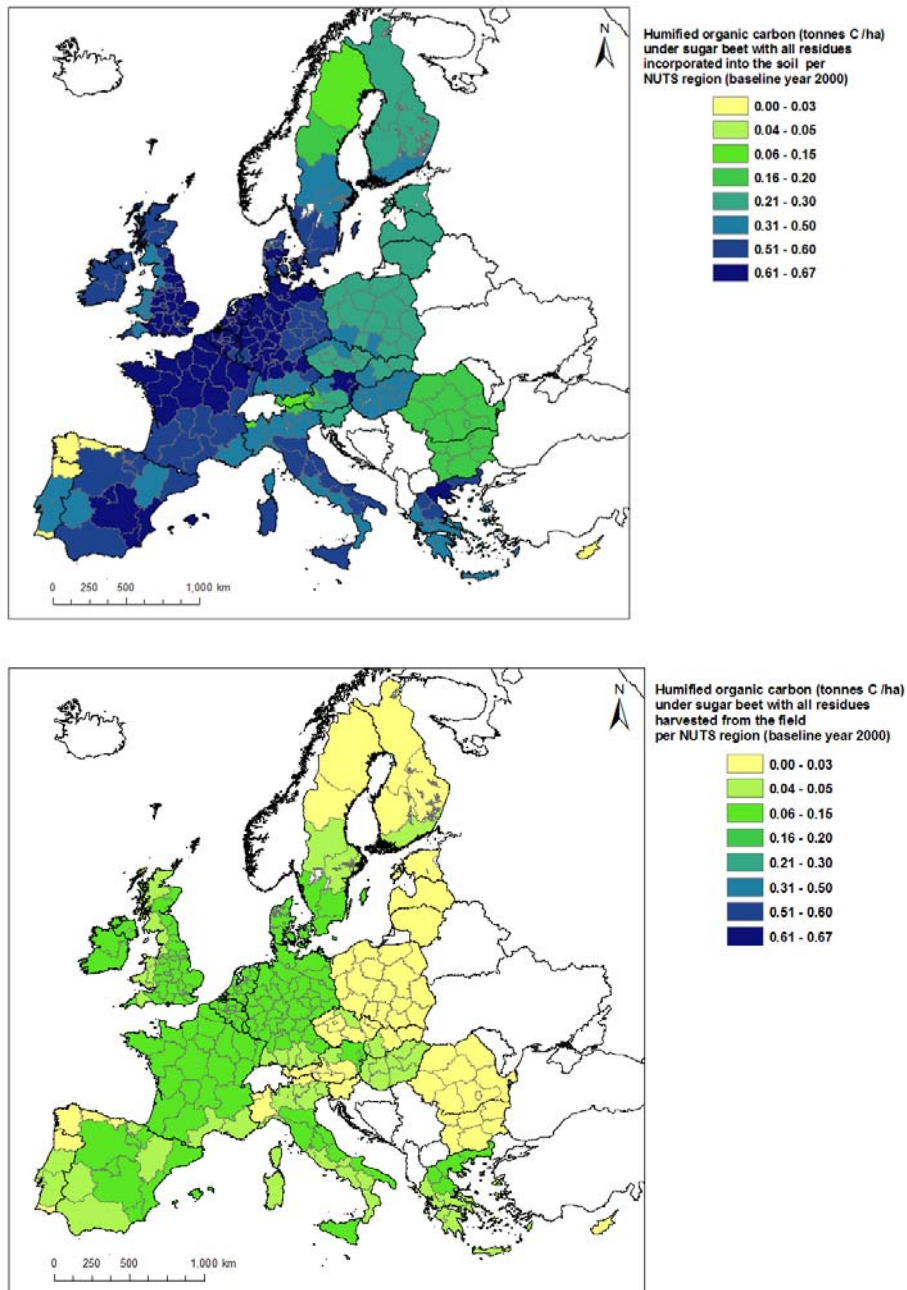 N
Humified organic carbon (tonnes C /ha)
under sugar beet with all residues
incorporated into the soil per
NUTS region (baseline year 2000)
0.00 - 0.03
0.04 - 0.05
0.06 - 0.15
0.16 - 0.20
0.21 - 0.30
0.31 - 0.50
0.51 - 0.60
0.61 - 0.67
0 250 500 1,000 km
N
Humified organic carbon (tonnes C /ha)
under sugar beet with all residues
harvested from the field
per NUTS region (baseline year 2000)
0.00 - 0.03
0.04 - 0.05
0.06 - 0.15
0.16 - 0.20
0.21 - 0.30
0.31 - 0.50
0.51 - 0.60
0.61 - 0.67
0 250 500 1,000 km